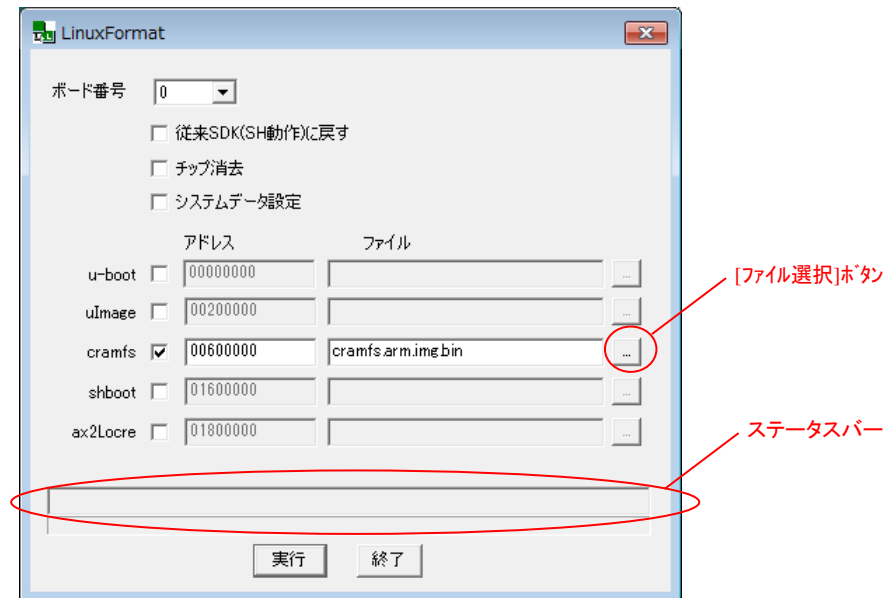 LinuxFormat
ボード番号 0
従来SDK(SH動作)に戻す
チップ消去
システムデータ設定
アドレス ファイル
u-boot 00000000 ...
uImage 00200000 ...
cramfs 00600000 cramfs.arm.img.bin ...
shboot 01600000 ...
ax2Locre 01800000 ...
実行 終了
[ファイル選択]ボタン
ステータスバー